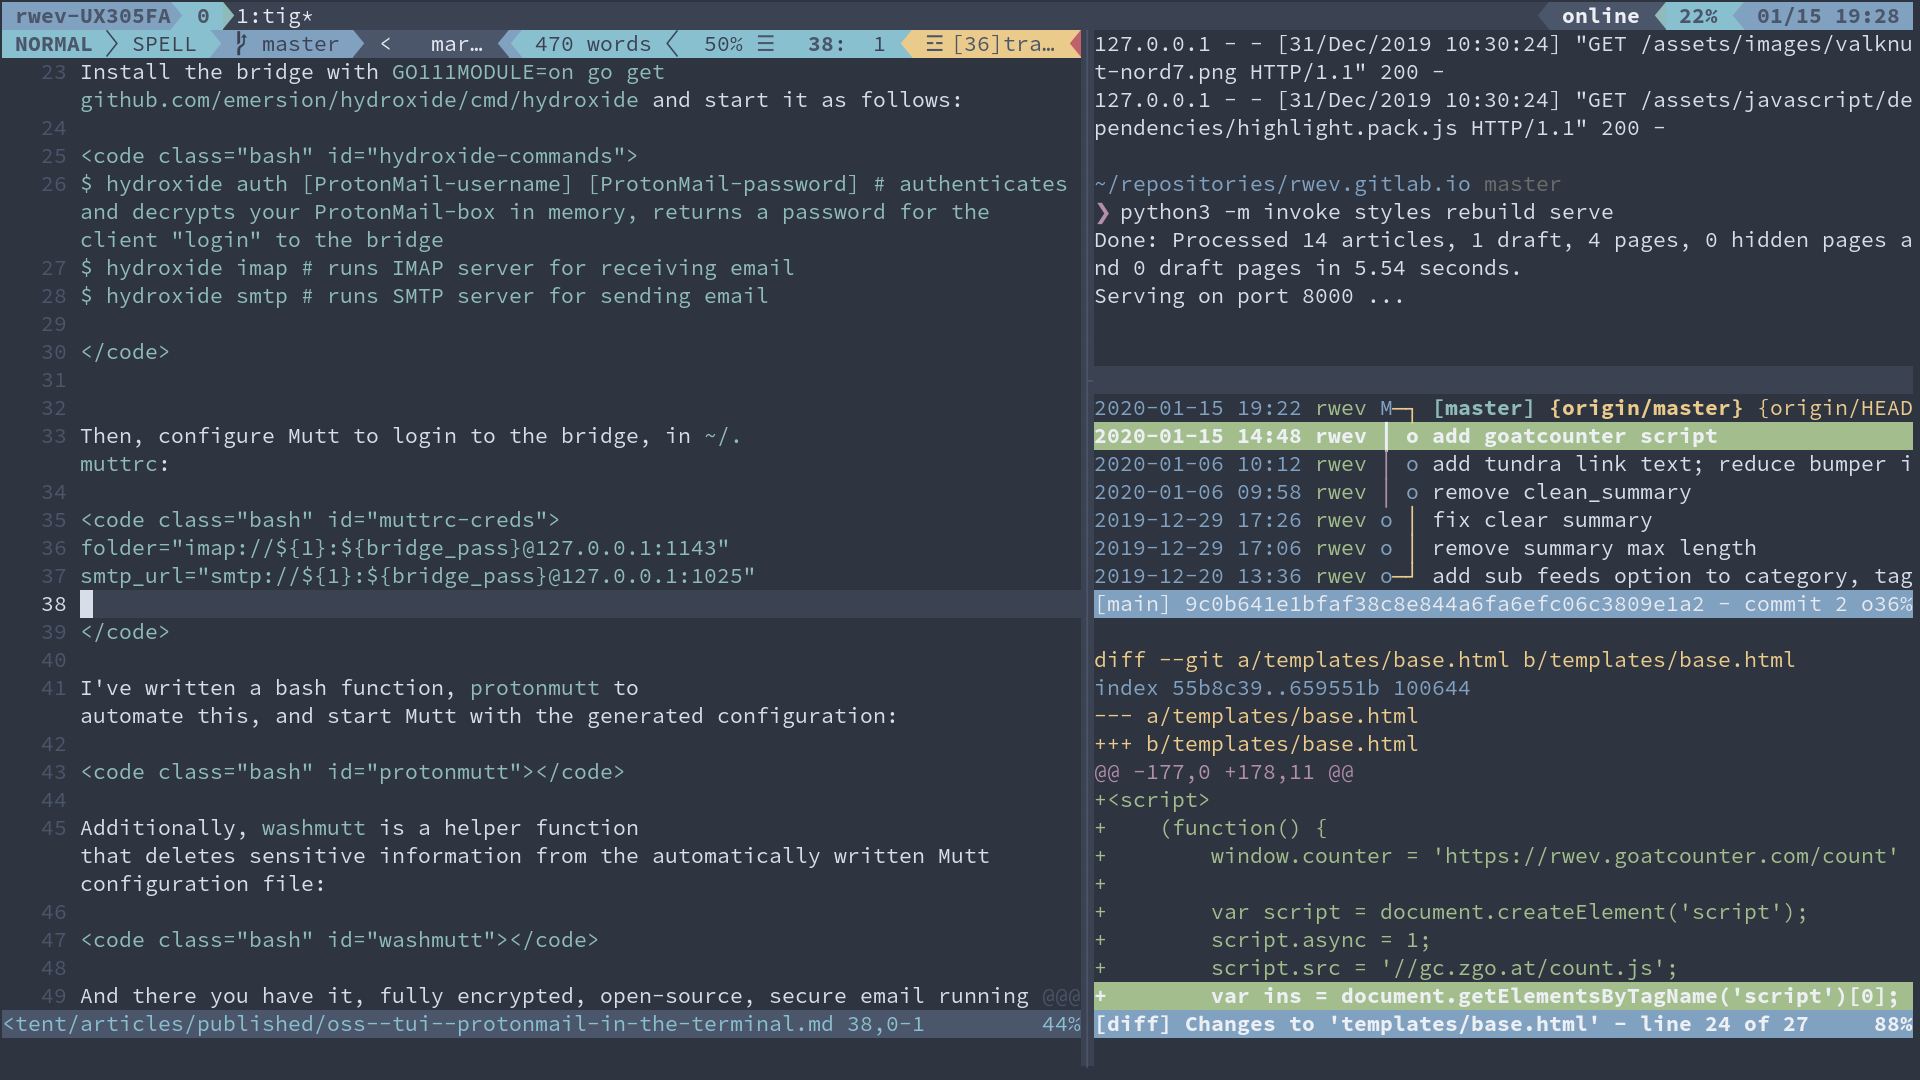 rwev-UX305FA 0 1:tig*
online 22% 01/15 19:28
NORMAL SPELL master < mar… 470 words 50% ☰ 38: 1 ☲ [36]tra…
23 Install the bridge with GO111MODULE=on go get
github.com/emersion/hydroxide/cmd/hydroxide and start it as follows:
24
25 <code class="bash" id="hydroxide-commands">
26 $ hydroxide auth [ProtonMail-username] [ProtonMail-password] # authenticates
and decrypts your ProtonMail-box in memory, returns a password for the
client "login" to the bridge
27 $ hydroxide imap # runs IMAP server for receiving email
28 $ hydroxide smtp # runs SMTP server for sending email
29
30 </code>
31
32
33 Then, configure Mutt to login to the bridge, in ~/.
muttrc:
34
35 <code class="bash" id="muttrc-creds">
36 folder="imap://${1}:${bridge_pass}@127.0.0.1:1143"
37 smtp_url="smtp://${1}:${bridge_pass}@127.0.0.1:1025"
38
39 </code>
40
41 I've written a bash function, protonmutt to
automate this, and start Mutt with the generated configuration:
42
43 <code class="bash" id="protonmutt"></code>
44
45 Additionally, washmutt is a helper function
that deletes sensitive information from the automatically written Mutt
configuration file:
46
47 <code class="bash" id="washmutt"></code>
48
49 And there you have it, fully encrypted, open-source, secure email running @@@
<tent/articles/published/oss--tui--protonmail-in-the-terminal.md 38,0-1 44%
127.0.0.1 - - [31/Dec/2019 10:30:24] "GET /assets/images/valknu
t-nord7.png HTTP/1.1" 200 -
127.0.0.1 - - [31/Dec/2019 10:30:24] "GET /assets/javascript/de
pendencies/highlight.pack.js HTTP/1.1" 200 -
~/repositories/rwev.gitlab.io master
❯ python3 -m invoke styles rebuild serve
Done: Processed 14 articles, 1 draft, 4 pages, 0 hidden pages a
nd 0 draft pages in 5.54 seconds.
Serving on port 8000 ...
2020-01-15 19:22 rwev M─┐ [master] {origin/master} {origin/HEAD
2020-01-15 14:48 rwev │ o add goatcounter script
2020-01-06 10:12 rwev │ o add tundra link text; reduce bumper i
2020-01-06 09:58 rwev │ o remove clean_summary
2019-12-29 17:26 rwev o │ fix clear summary
2019-12-29 17:06 rwev o │ remove summary max length
2019-12-20 13:36 rwev o─┘ add sub feeds option to category, tag
[main] 9c0b641e1bfaf38c8e844a6fa6efc06c3809e1a2 - commit 2 o36%
diff --git a/templates/base.html b/templates/base.html
index 55b8c39..659551b 100644
--- a/templates/base.html
+++ b/templates/base.html
@@ -177,0 +178,11 @@
+<script>
+    (function() {
+        window.counter = 'https://rwev.goatcounter.com/count'
+
+        var script = document.createElement('script');
+        script.async = 1;
+        script.src = '//gc.zgo.at/count.js';
+        var ins = document.getElementsByTagName('script')[0];
[diff] Changes to 'templates/base.html' - line 24 of 27 88%